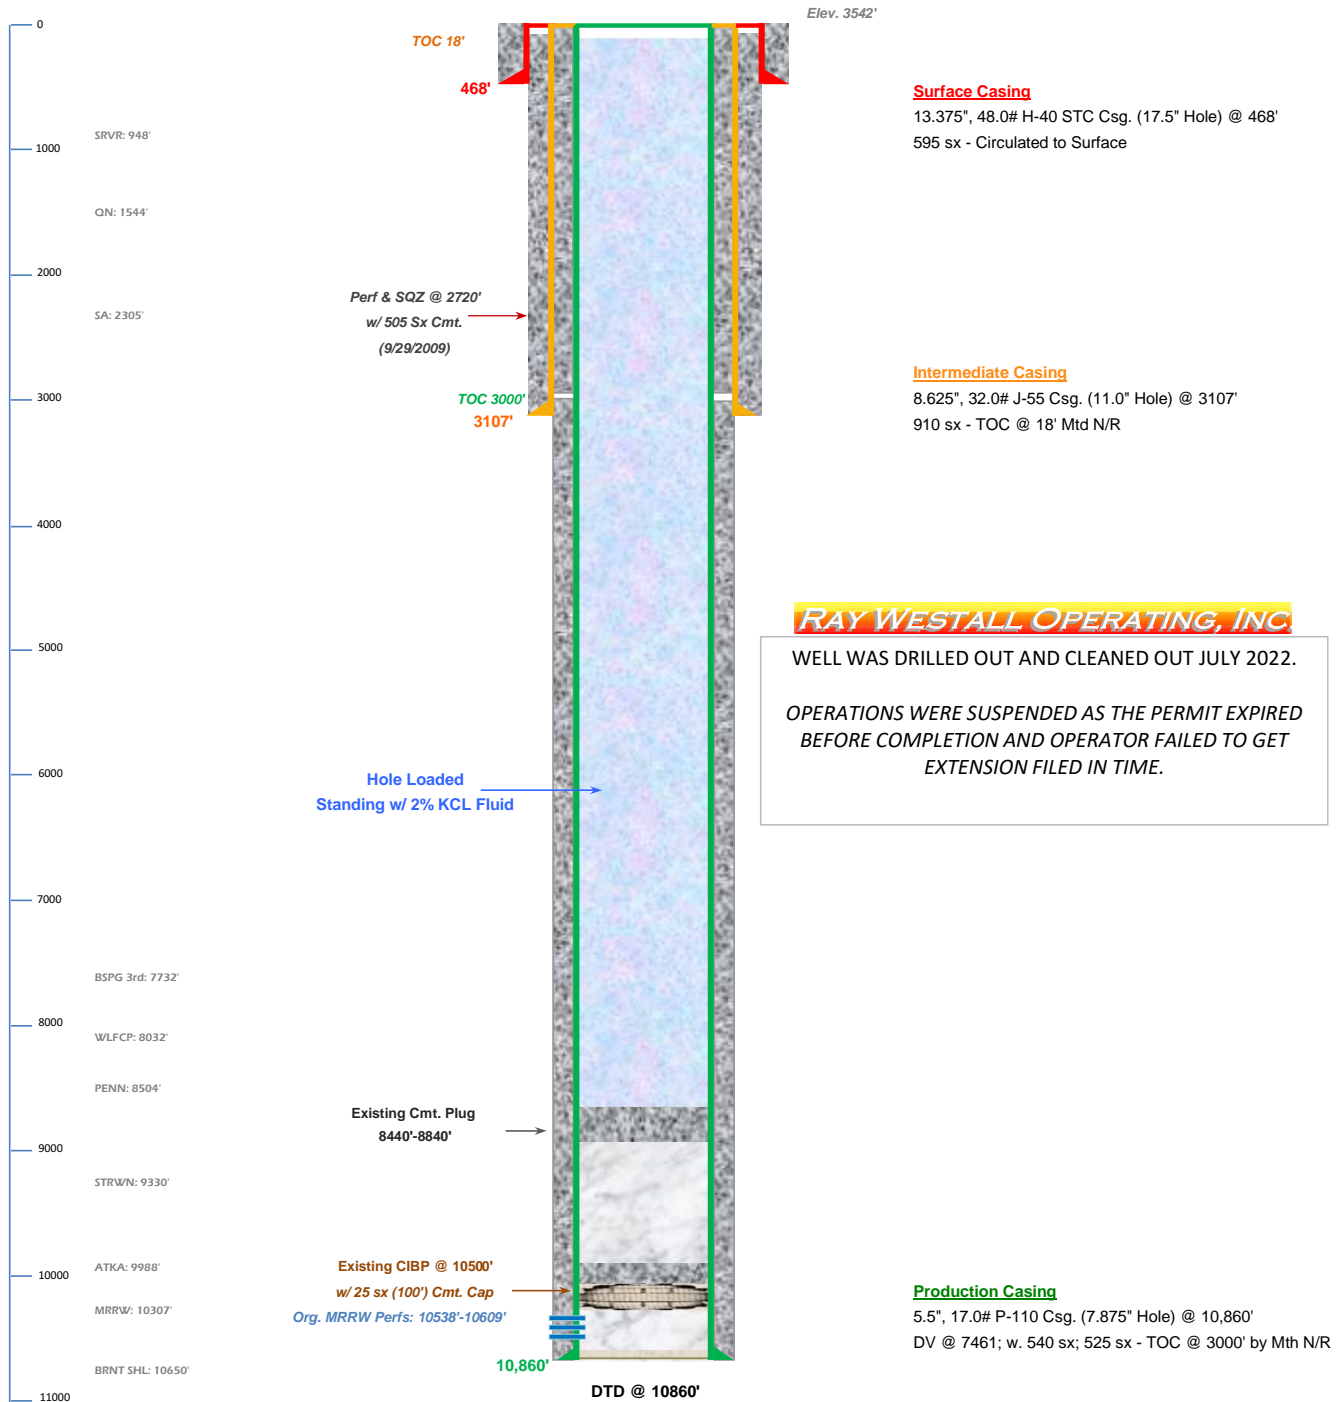 Elev. 3542'
0
TOC 18'
468'
Surface Casing
13.375", 48.0# H-40 STC Csg. (17.5" Hole) @ 468'
595 sx - Circulated to Surface
SRVR: 948'
1000
QN: 1544'
2000
Perf & SQZ @ 2720'
w/ 505 Sx Cmt.
(9/29/2009)
SA: 2305'
Intermediate Casing
8.625", 32.0# J-55 Csg. (11.0" Hole) @ 3107'
910 sx - TOC @ 18' Mtd N/R
3000
TOC 3000'
3107'
4000
5000
RAY WESTALL OPERATING, INC.
WELL WAS DRILLED OUT AND CLEANED OUT JULY 2022.
OPERATIONS WERE SUSPENDED AS THE PERMIT EXPIRED
BEFORE COMPLETION AND OPERATOR FAILED TO GET
EXTENSION FILED IN TIME.
6000
Hole Loaded
Standing w/ 2% KCL Fluid
7000
BSPG 3rd: 7732'
8000
WLFCP: 8032'
PENN: 8504'
Existing Cmt. Plug
8440'-8840'
9000
STRWN: 9330'
ATKA: 9988'
10000
Existing CIBP @ 10500'
w/ 25 sx (100') Cmt. Cap
Org. MRRW Perfs: 10538'-10609'
MRRW: 10307'
Production Casing
5.5", 17.0# P-110 Csg. (7.875" Hole) @ 10,860'
DV @ 7461; w. 540 sx; 525 sx - TOC @ 3000' by Mth N/R
BRNT SHL: 10650'
10,860'
DTD @ 10860'
11000